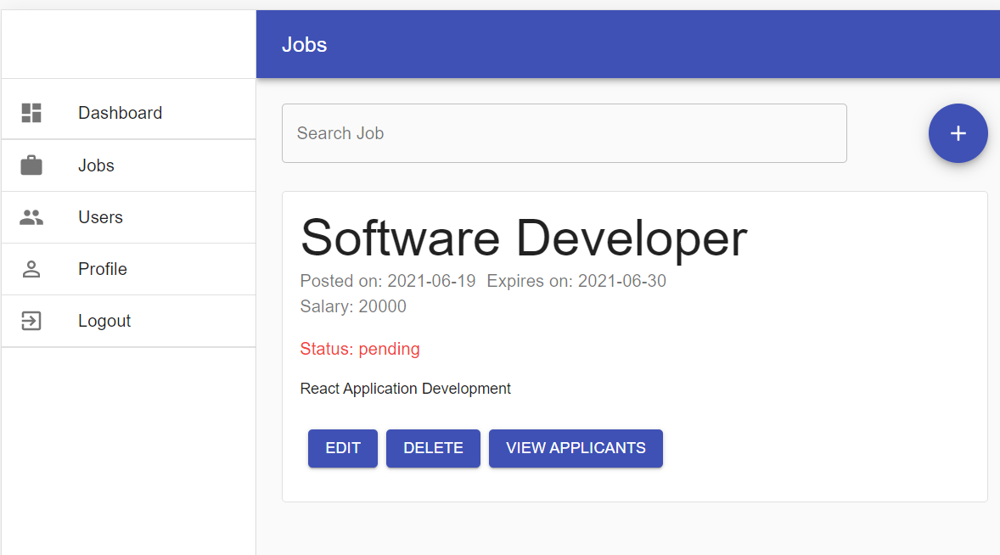 Jobs
Dashboard
Jobs
Users
Profile
Logout
Search Job
+
Software Developer
Posted on: 2021-06-19 Expires on: 2021-06-30
Salary: 20000
Status: pending
React Application Development
EDIT DELETE VIEW APPLICANTS